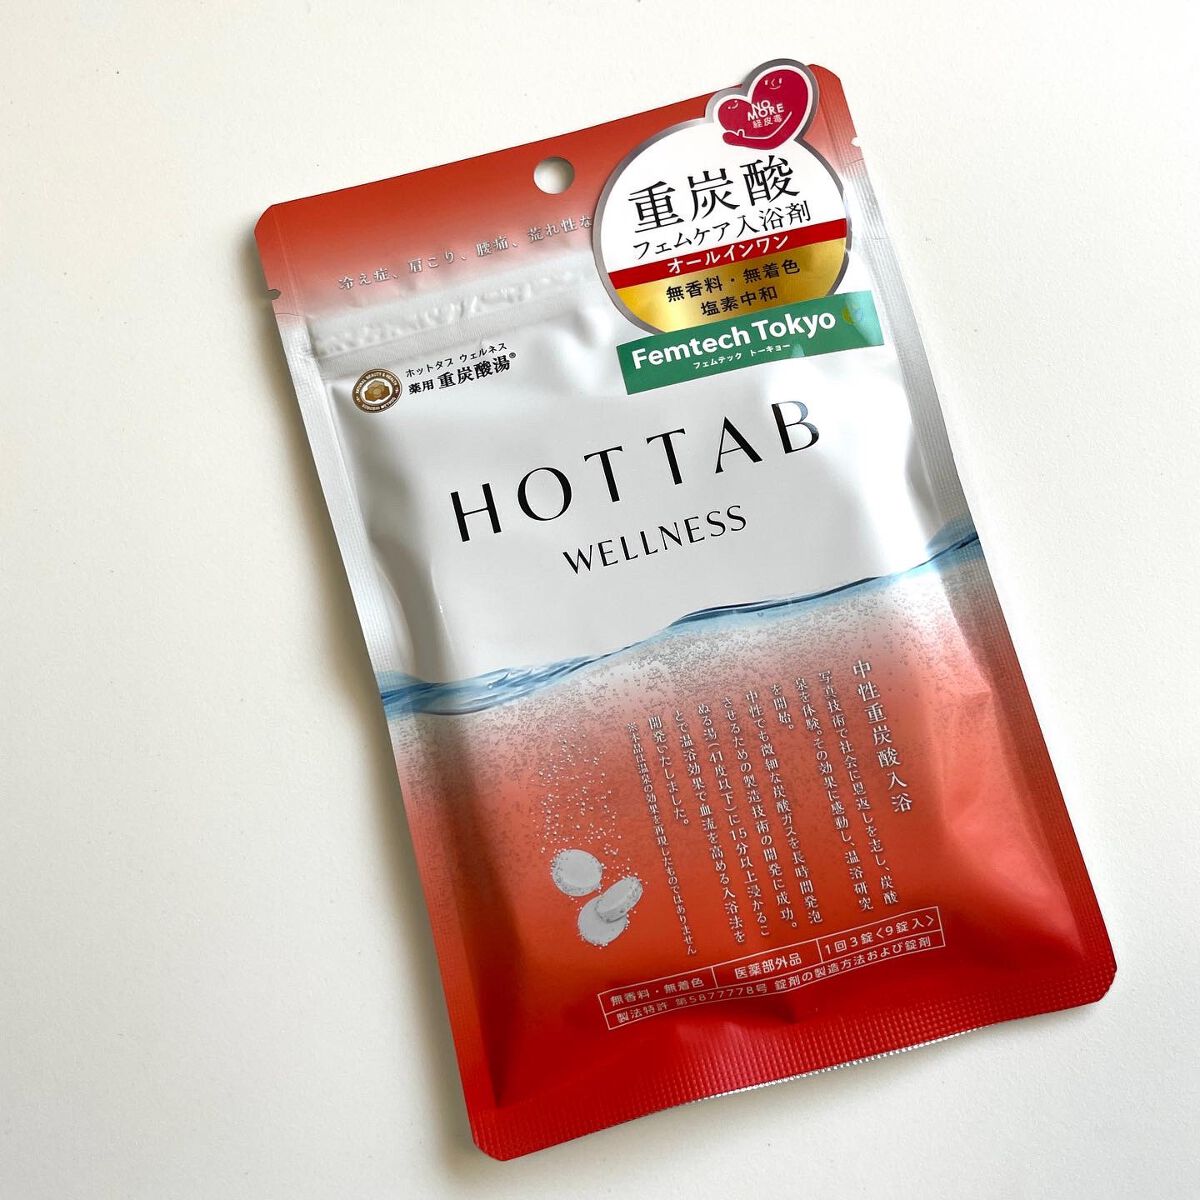 NO
MORE
経皮毒
重炭酸
フェムケア入浴剤
オールインワン
無香料・無着色
塩素中和
Femtech Tokyo
フェムテック トーキョー
冷え症、肩こり、腰痛、荒れ性な
ホットタブ ウェルネス
薬用 重炭酸湯®
HOT TAB
WELLNESS
中性重炭酸入浴
写真技術で社会に恩返しを志し、炭酸
泉を体験。その効果に感動し、温浴研究
を開始。
中性でも微細な炭酸ガスを長時間発泡
させるための製造技術の開発に成功。
ぬる湯(41度以下)に15分以上浸かるこ
とで温浴効果で血流を高める入浴法を
開発いたしました。
※本品は温泉の効果を再現したものではありません
無香料・無着色 医薬部外品 1回3錠<9錠入>
製法特許 第5877778号 錠剤の製造方法および錠剤